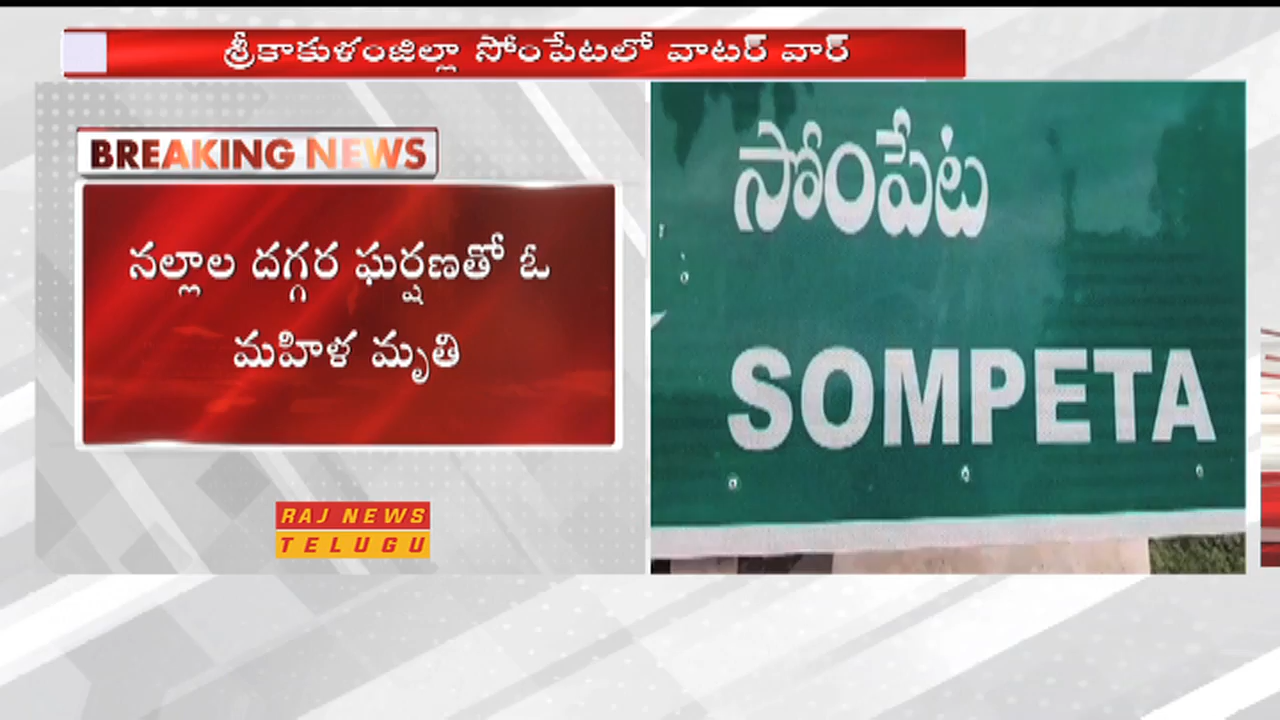 శ్రీకాకుళంజిల్లా సోంపేటలో వాటర్ వార్
BREAKING NEWS
నల్లాల దగ్గర ఘర్షణతో ఓ
మహిళ మృతి
RAJ NEWS
TELUGU
సోంపేట
SOMPETA